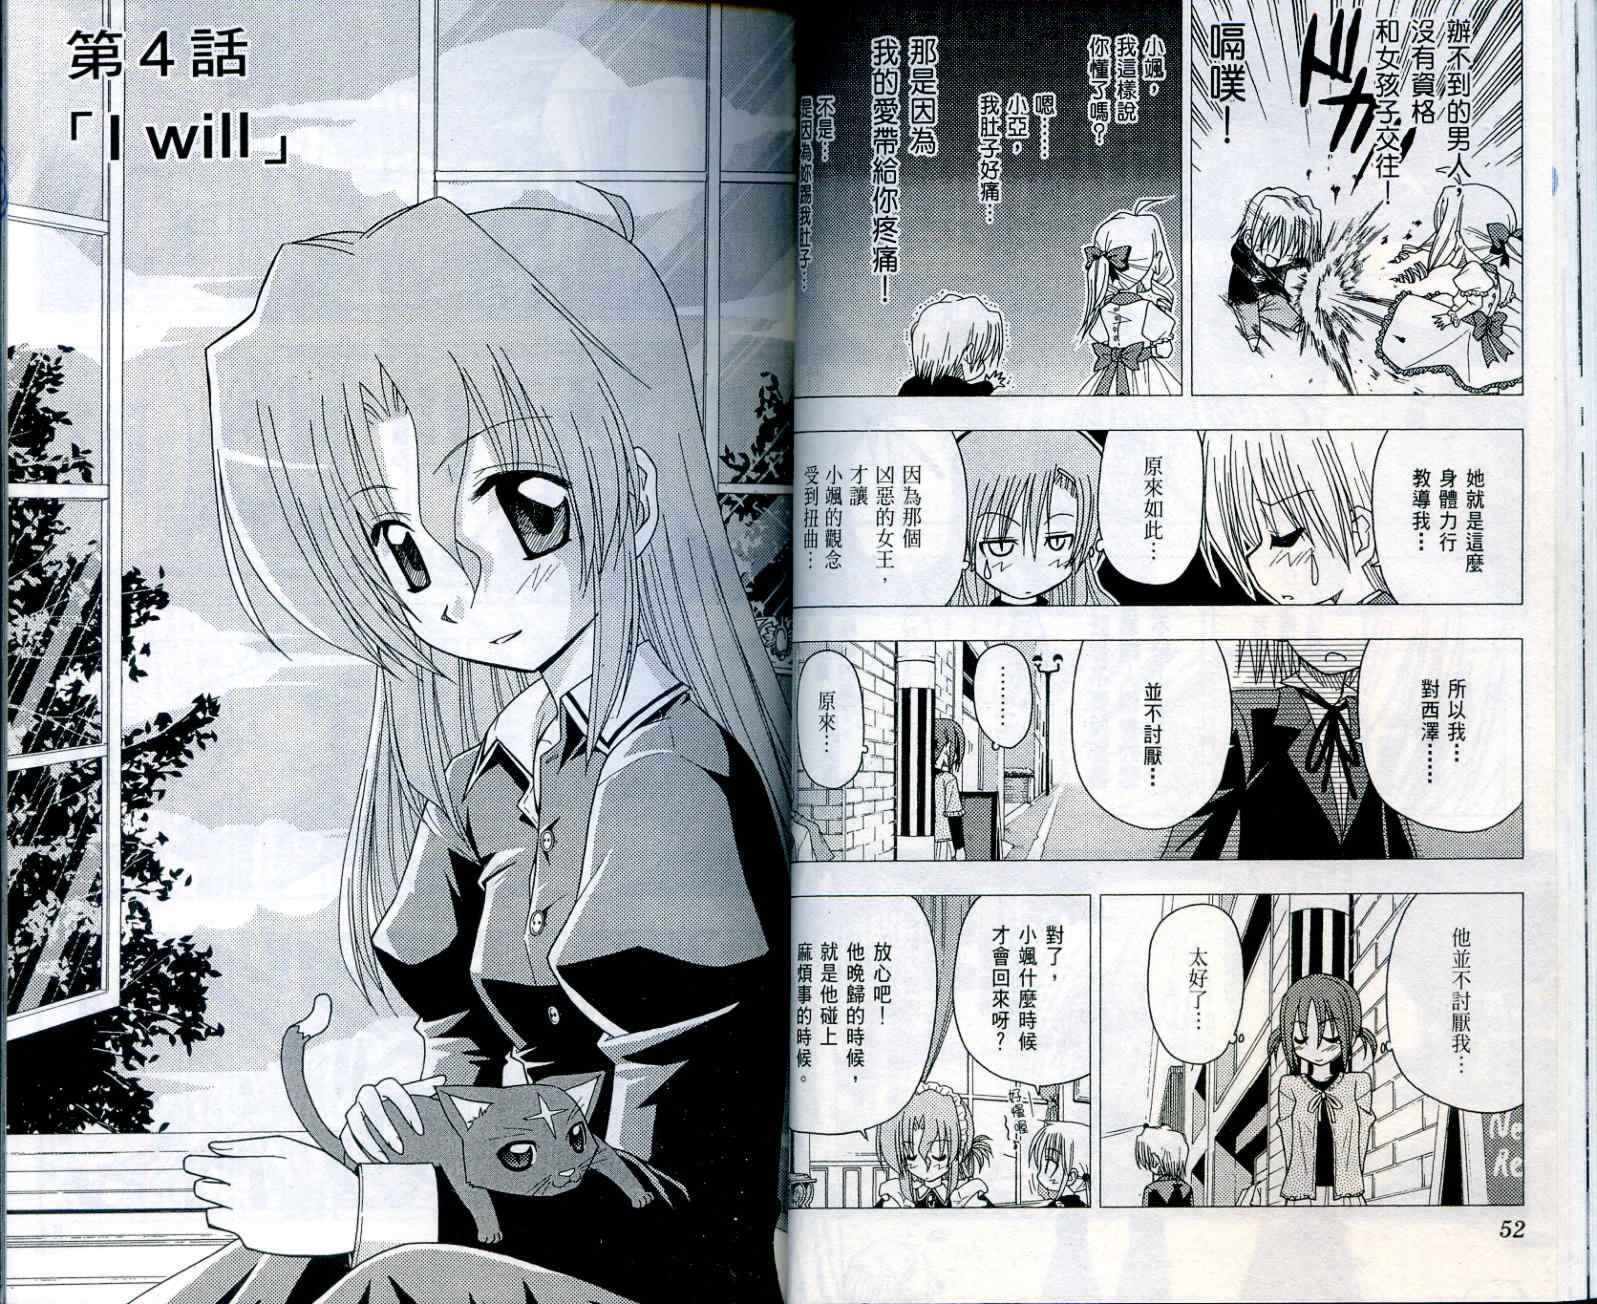 辦不到的男人，
沒有資格
和女孩子交往！
ドカ
嗝噗！
小颯，
我這樣說
你懂了嗎？
嗯……
小亞，
我肚子好痛…
那是因為
我的愛帶給你疼痛！
不是…
是因為妳踢我肚子…
她就是這麼
身體力行
教導我…
原來如此…
因為那個
凶惡的女王，
才讓
小颯的觀念
受到扭曲…
所以我…
對西澤……
並不討厭…
………
原來…
他並不討厭我…
太好了…
Ne
Re
對了，
小颯什麼時候
才會回來呀？
好慢喔…
放心吧！
他晚歸的時候，
就是他碰上
麻煩事的時候。
52
第４話
「I will」